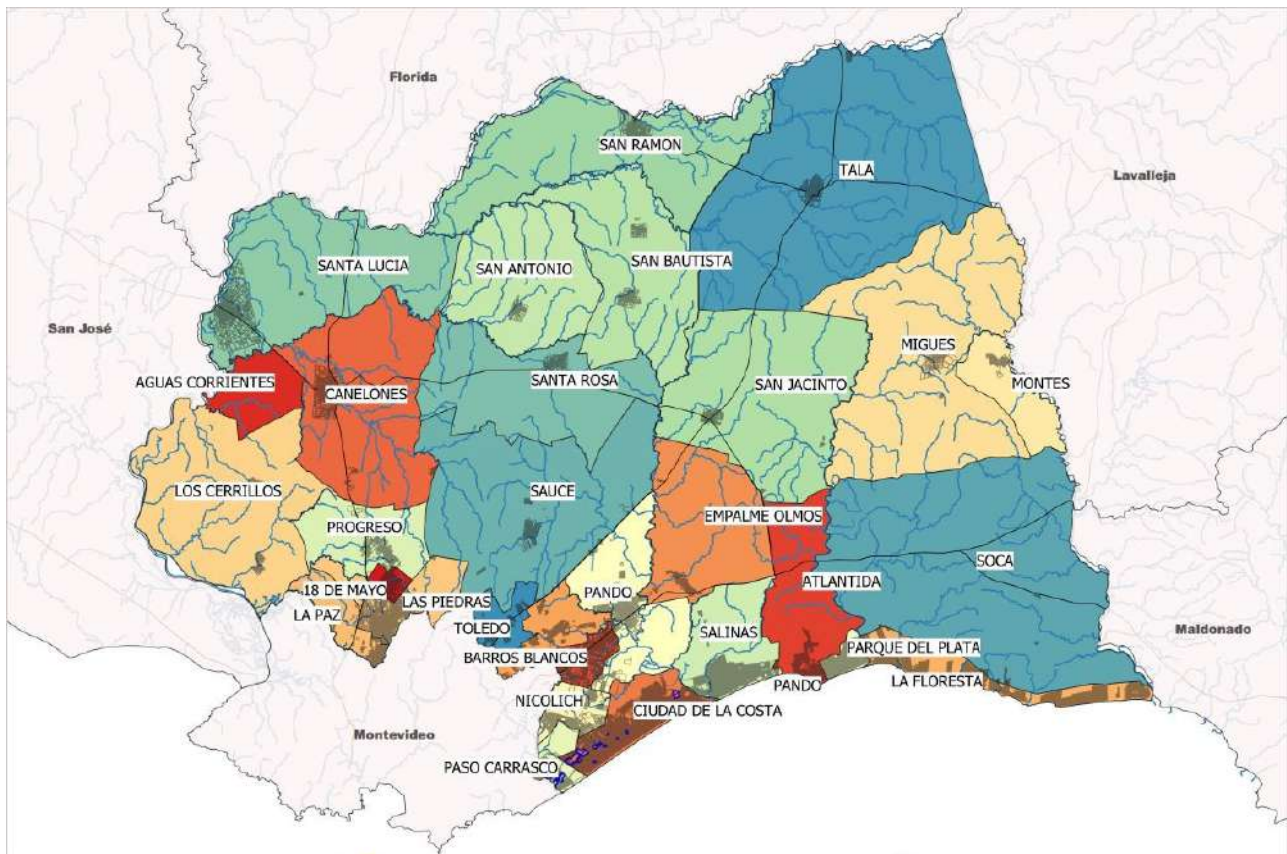 Florida
SAN RAMON
TALA
Lavalleja
SANTA LUCIA
SAN ANTONIO
SAN BAUTISTA
San José
MIGUES
AGUAS CORRIENTES
CANELONES
SANTA ROSA
SAN JACINTO
MONTES
LOS CERRILLOS
SAUCE
PROGRESO
EMPALME OLMOS
SOCA
18 DE MAYO
LAS PIEDRAS
PANDO
ATLANTIDA
LA PAZ
TOLEDO
SALINAS
Maldonado
BARROS BLANCOS
PARQUE DEL PLATA
PANDO
LA FLORESTA
NICOLICH
CIUDAD DE LA COSTA
Montevideo
PASO CARRASCO